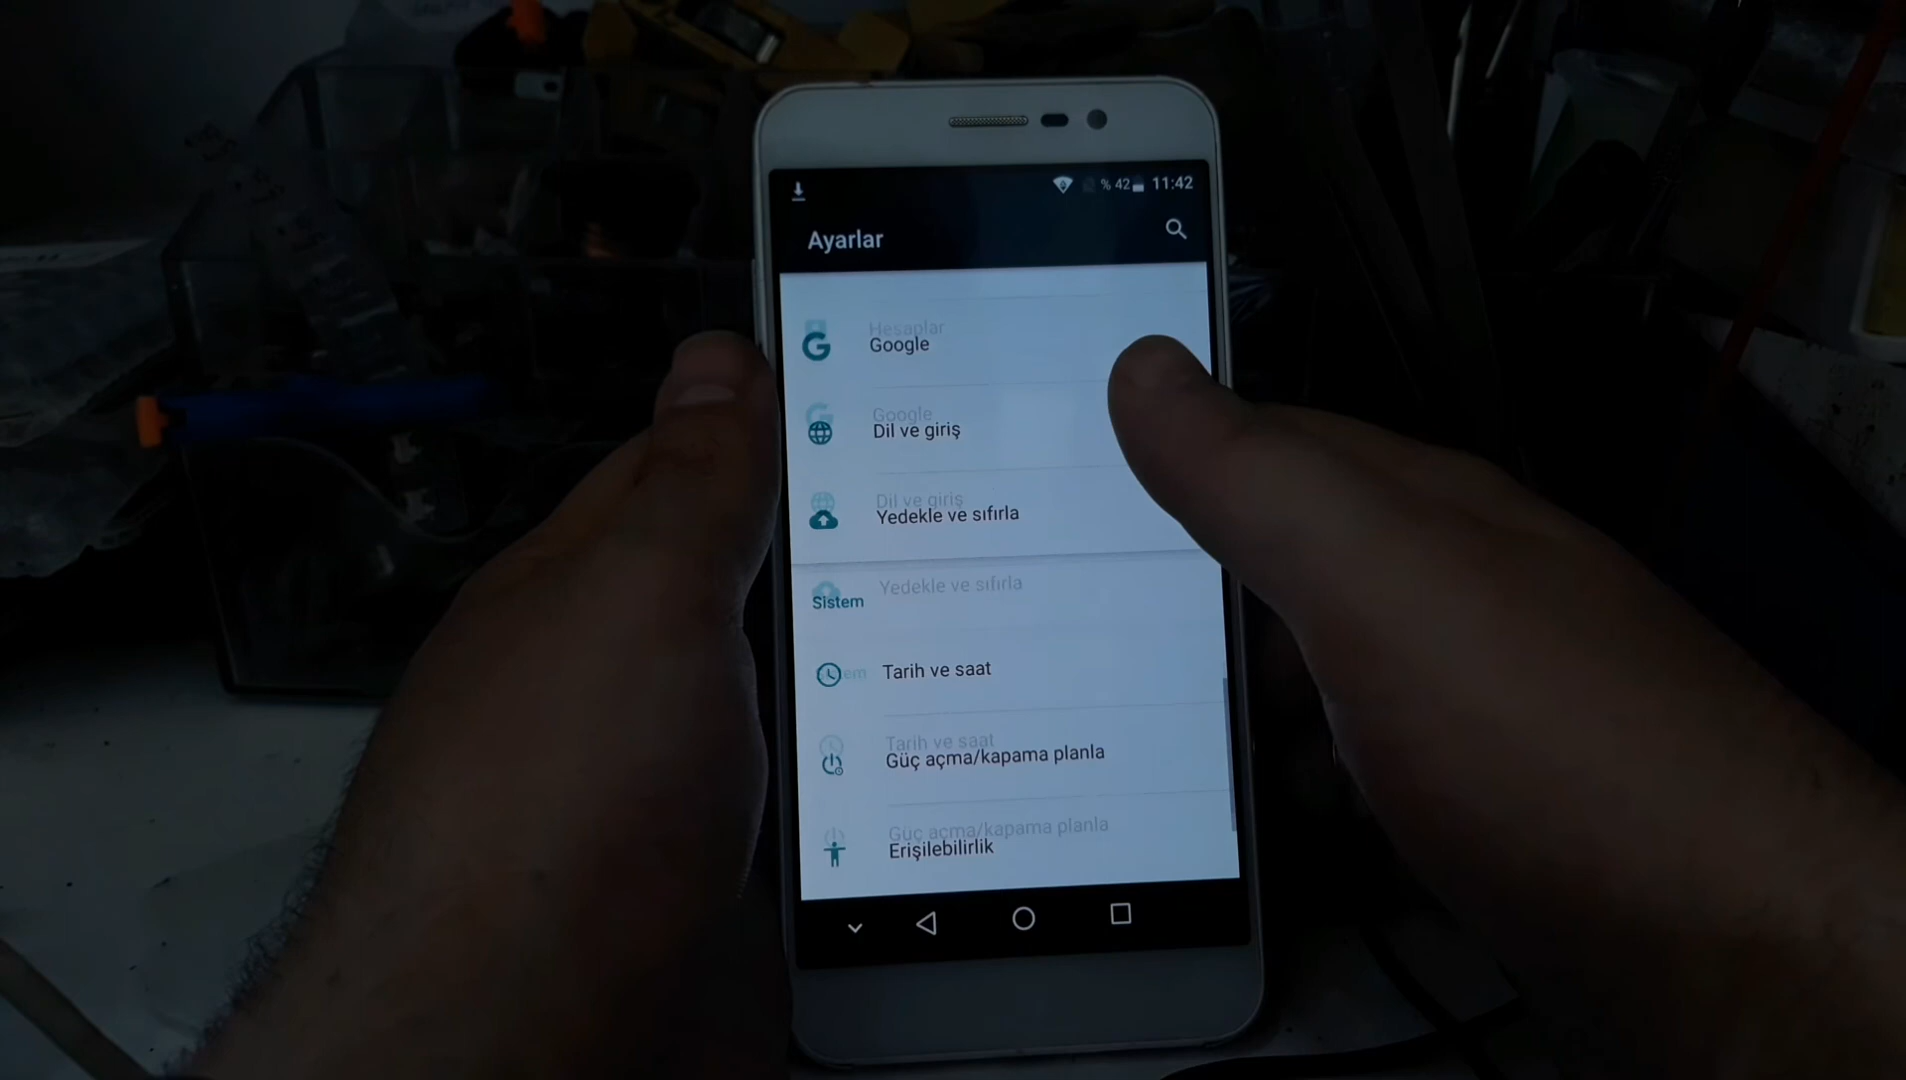 % 42 11:42
Ayarlar
Hesaplar
Google
Google
Dil ve giriş
Dil ve giriş
Yedekle ve sıfırla
Yedekle ve sıfırla
Sistem
Tarih ve saat
Tarih ve saat
Güç açma/kapama planla
Güç açma/kapama planla
Erişilebilirlik